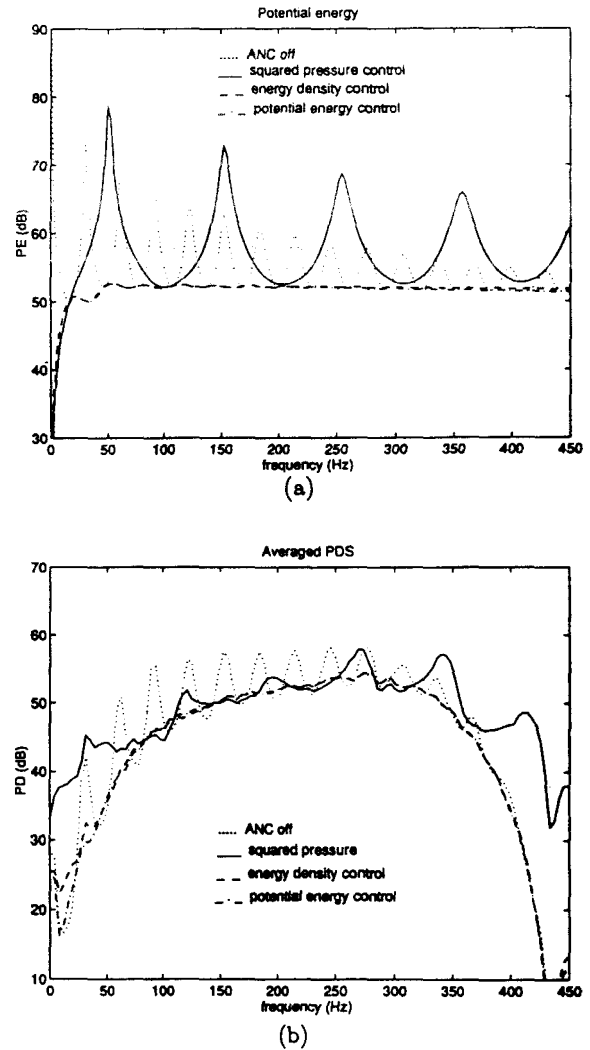 Potential energy
90
80
70
60
50
40
30
PE (dB)
ANC off
squared pressure control
energy density control
potential energy control
0 50 100 150 200 250 300 350 400 450
frequency (Hz)
(a)
Averaged PDS
70
60
50
40
30
20
10
PD (dB)
ANC off
squared pressure
energy density control
potential energy control
0 50 100 150 200 250 300 350 400 450
frequency (Hz)
(b)